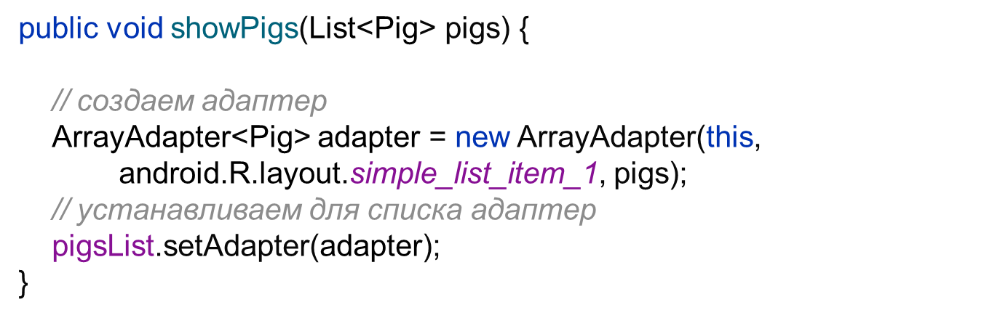 public void showPigs(List<Pig> pigs) {
// создаем адаптер
ArrayAdapter<Pig> adapter = new ArrayAdapter(this,
android.R.layout.simple_list_item_1, pigs);
// устанавливаем для списка адаптер
pigsList.setAdapter(adapter);
}